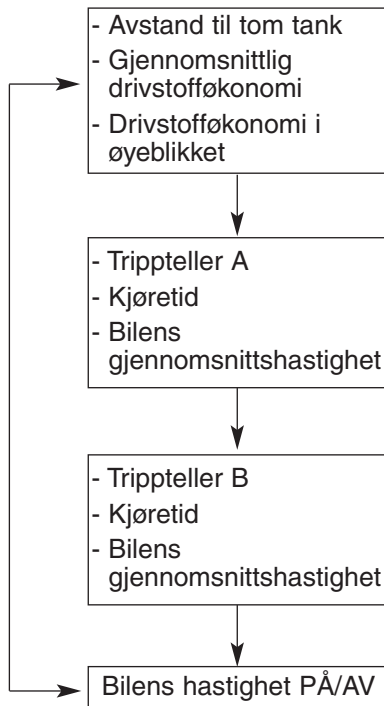 - Avstand til tom tank
- Gjennomsnittlig
drivstofføkonomi
- Drivstofføkonomi i
øyeblikket
- Trippteller A
- Kjøretid
- Bilens
gjennomsnittshastighet
- Trippteller B
- Kjøretid
- Bilens
gjennomsnittshastighet
Bilens hastighet PÅ/AV